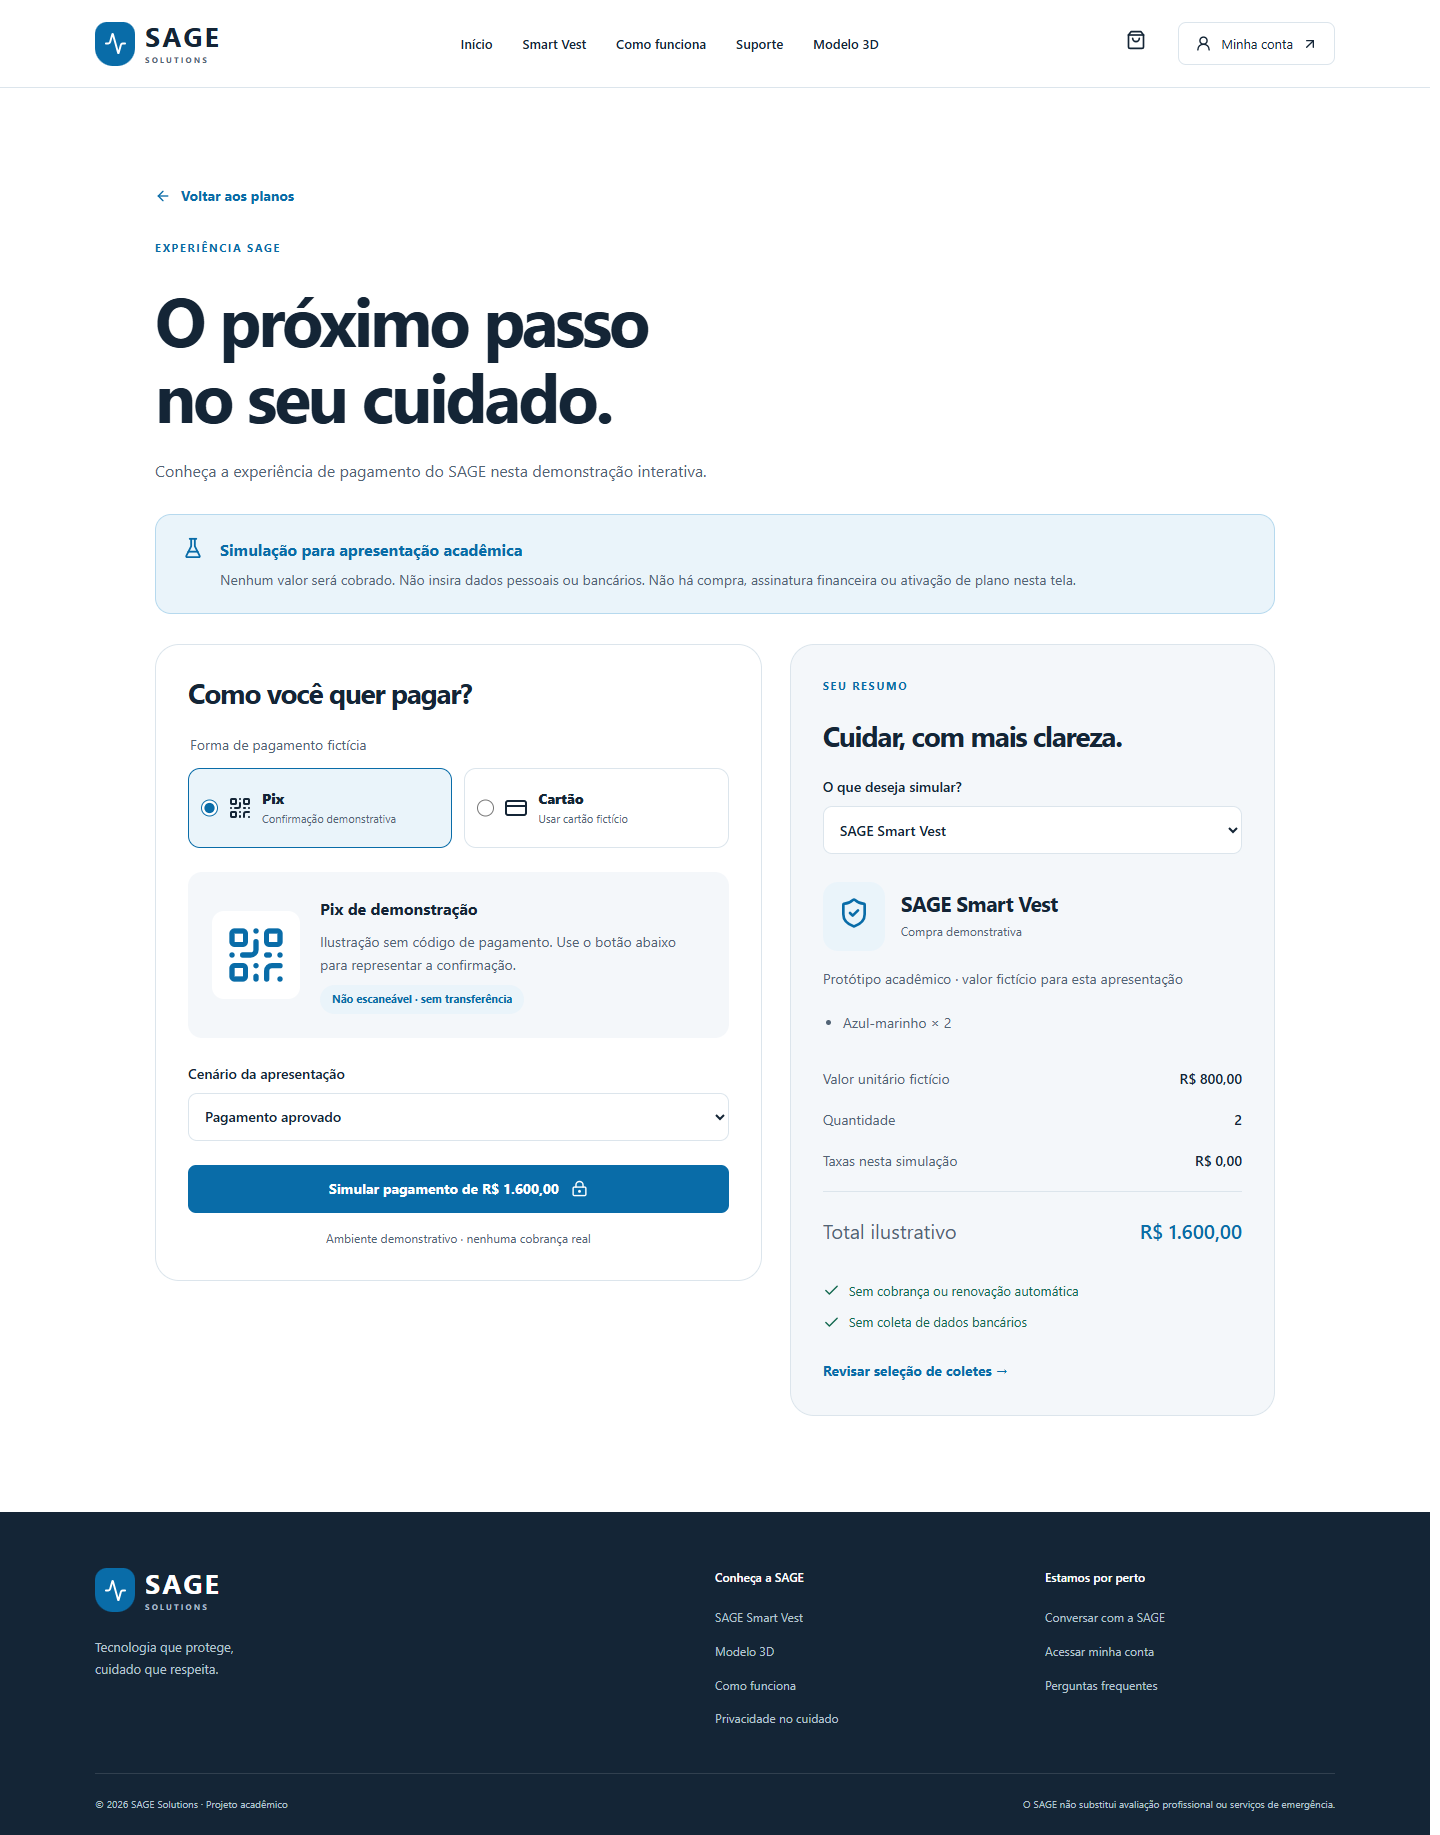 SAGE
SOLUTIONS
Início
Smart Vest
Como funciona
Suporte
Modelo 3D
Minha conta
Voltar aos planos
EXPERIÊNCIA SAGE
O próximo passo
no seu cuidado.
Conheça a experiência de pagamento do SAGE nesta demonstração interativa.
Simulação para apresentação acadêmica
Nenhum valor será cobrado. Não insira dados pessoais ou bancários. Não há compra, assinatura financeira ou ativação de plano nesta tela.
Como você quer pagar?
Forma de pagamento fictícia
Pix
Confirmação demonstrativa
Cartão
Usar cartão fictício
Pix de demonstração
Ilustração sem código de pagamento. Use o botão abaixo
para representar a confirmação.
Não escaneável · sem transferência
Cenário da apresentação
Pagamento aprovado
Simular pagamento de R$ 1.600,00
Ambiente demonstrativo · nenhuma cobrança real
SEU RESUMO
Cuidar, com mais clareza.
O que deseja simular?
SAGE Smart Vest
SAGE Smart Vest
Compra demonstrativa
Protótipo acadêmico · valor fictício para esta apresentação
• Azul-marinho × 2
Valor unitário fictício R$ 800,00
Quantidade 2
Taxas nesta simulação R$ 0,00
Total ilustrativo R$ 1.600,00
Sem cobrança ou renovação automática
Sem coleta de dados bancários
Revisar seleção de coletes →
SAGE
SOLUTIONS
Tecnologia que protege,
cuidado que respeita.
Conheça a SAGE
SAGE Smart Vest
Modelo 3D
Como funciona
Privacidade no cuidado
Estamos por perto
Conversar com a SAGE
Acessar minha conta
Perguntas frequentes
© 2026 SAGE Solutions · Projeto acadêmico
O SAGE não substitui avaliação profissional ou serviços de emergência.